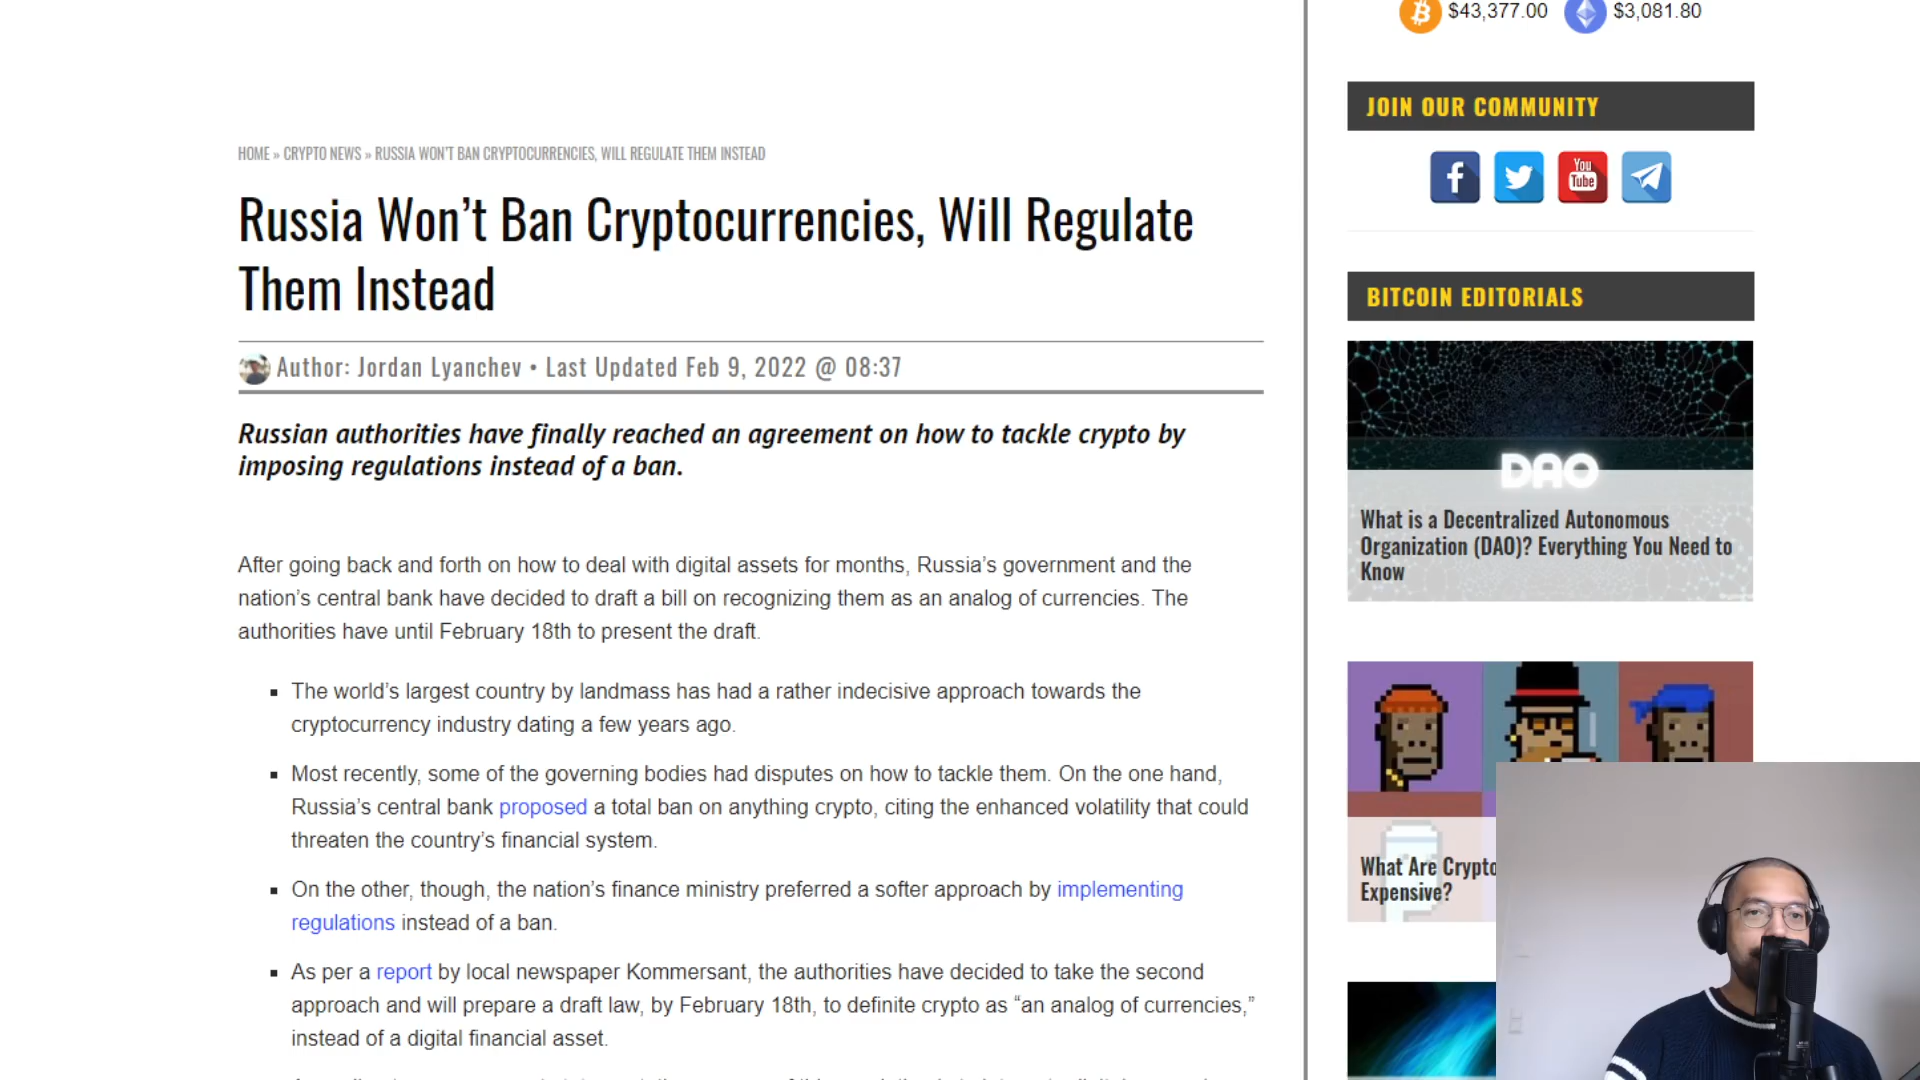 $43,377.00 $3,081.80
JOIN OUR COMMUNITY
You
Tube
HOME » CRYPTO NEWS » RUSSIA WON'T BAN CRYPTOCURRENCIES, WILL REGULATE THEM INSTEAD
Russia Won’t Ban Cryptocurrencies, Will Regulate
Them Instead
Author: Jordan Lyanchev • Last Updated Feb 9, 2022 @ 08:37
Russian authorities have finally reached an agreement on how to tackle crypto by
imposing regulations instead of a ban.
After going back and forth on how to deal with digital assets for months, Russia’s government and the
nation’s central bank have decided to draft a bill on recognizing them as an analog of currencies. The
authorities have until February 18th to present the draft.
▪ The world’s largest country by landmass has had a rather indecisive approach towards the
cryptocurrency industry dating a few years ago.
▪ Most recently, some of the governing bodies had disputes on how to tackle them. On the one hand,
Russia’s central bank proposed a total ban on anything crypto, citing the enhanced volatility that could
threaten the country’s financial system.
▪ On the other, though, the nation’s finance ministry preferred a softer approach by implementing
regulations instead of a ban.
▪ As per a report by local newspaper Kommersant, the authorities have decided to take the second
approach and will prepare a draft law, by February 18th, to definite crypto as “an analog of currencies,”
instead of a digital financial asset.
BITCOIN EDITORIALS
DAO
What is a Decentralized Autonomous
Organization (DAO)? Everything You Need to
Know
What Are Crypto
Expensive?